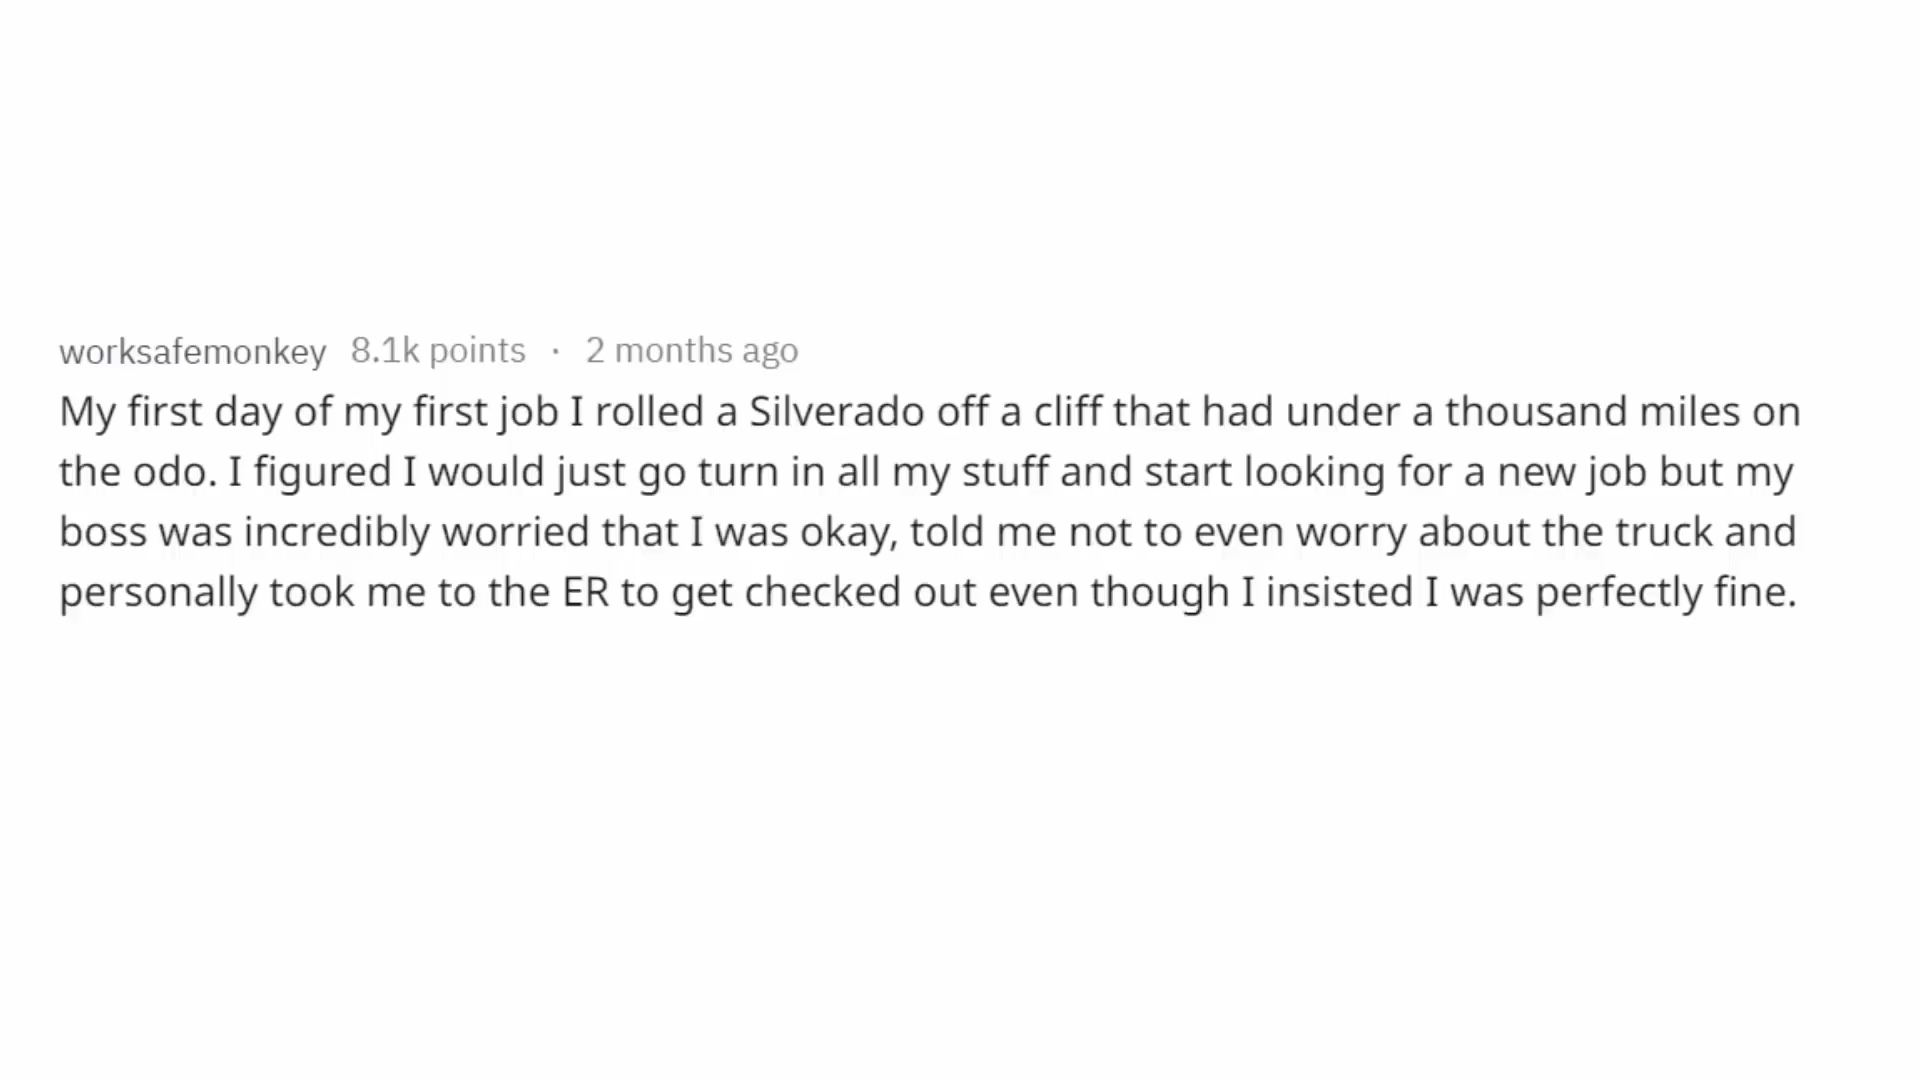 worksafemonkey 8.1k points · 2 months ago
My first day of my first job I rolled a Silverado off a cliff that had under a thousand miles on
the odo. I figured I would just go turn in all my stuff and start looking for a new job but my
boss was incredibly worried that I was okay, told me not to even worry about the truck and
personally took me to the ER to get checked out even though I insisted I was perfectly fine.